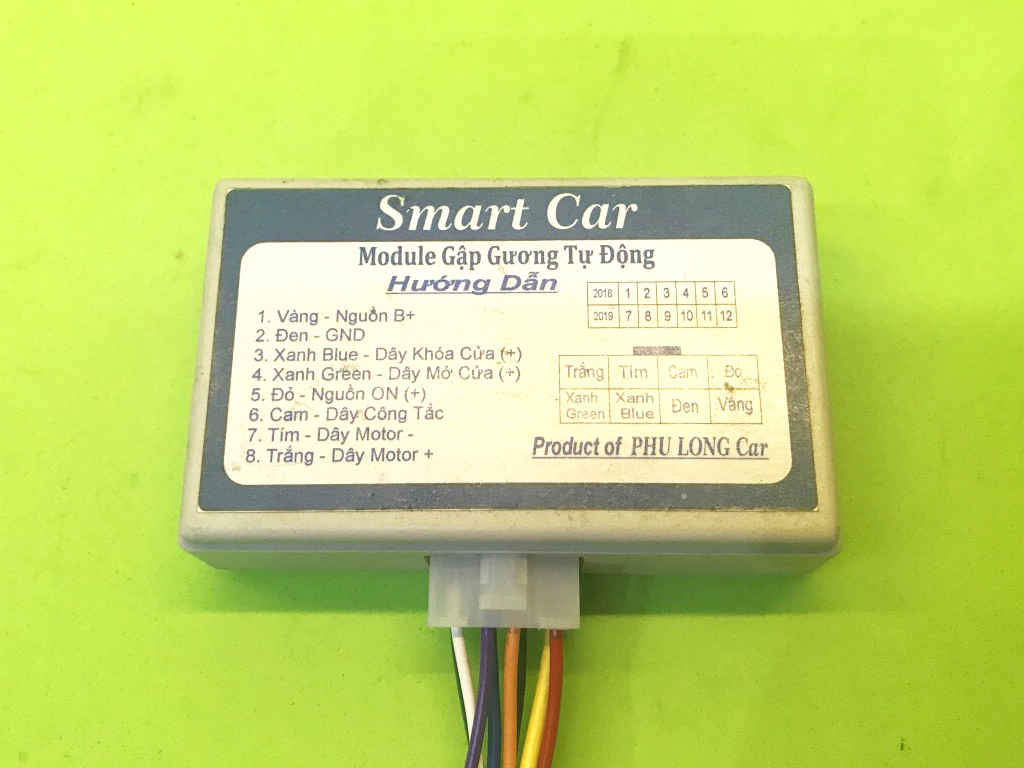 Smart Car
Module Gập Gương Tự Động
Hướng Dẫn
1. Vàng - Nguồn B+
2. Đen - GND
3. Xanh Blue - Dây Khóa Cửa (+)
4. Xanh Green - Dây Mở Cửa (+)
5. Đỏ - Nguồn ON (+)
6. Cam - Dây Công Tắc
7. Tím - Dây Motor -
8. Trắng - Dây Motor +
2018 1 2 3 4 5 6
2019 7 8 9 10 11 12
Trắng Tím Cam Đỏ
Xanh Green Xanh Blue Đen Vàng
Product of PHU LONG Car